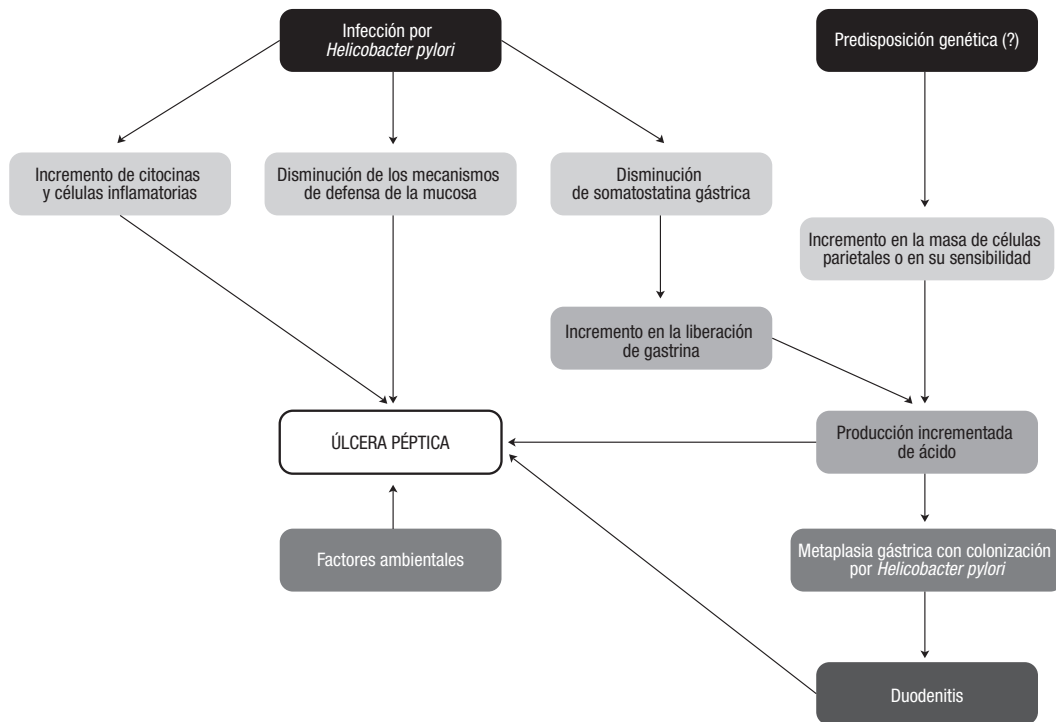 Infección por
Helicobacter pylori
Predisposición genética (?)
Incremento de citocinas
y células inflamatorias
Disminución de los mecanismos
de defensa de la mucosa
Disminución
de somatostatina gástrica
Incremento en la masa de células
parietales o en su sensibilidad
Incremento en la liberación
de gastrina
ÚLCERA PÉPTICA
Producción incrementada
de ácido
Factores ambientales
Metaplasia gástrica con colonización
por Helicobacter pylori
Duodenitis